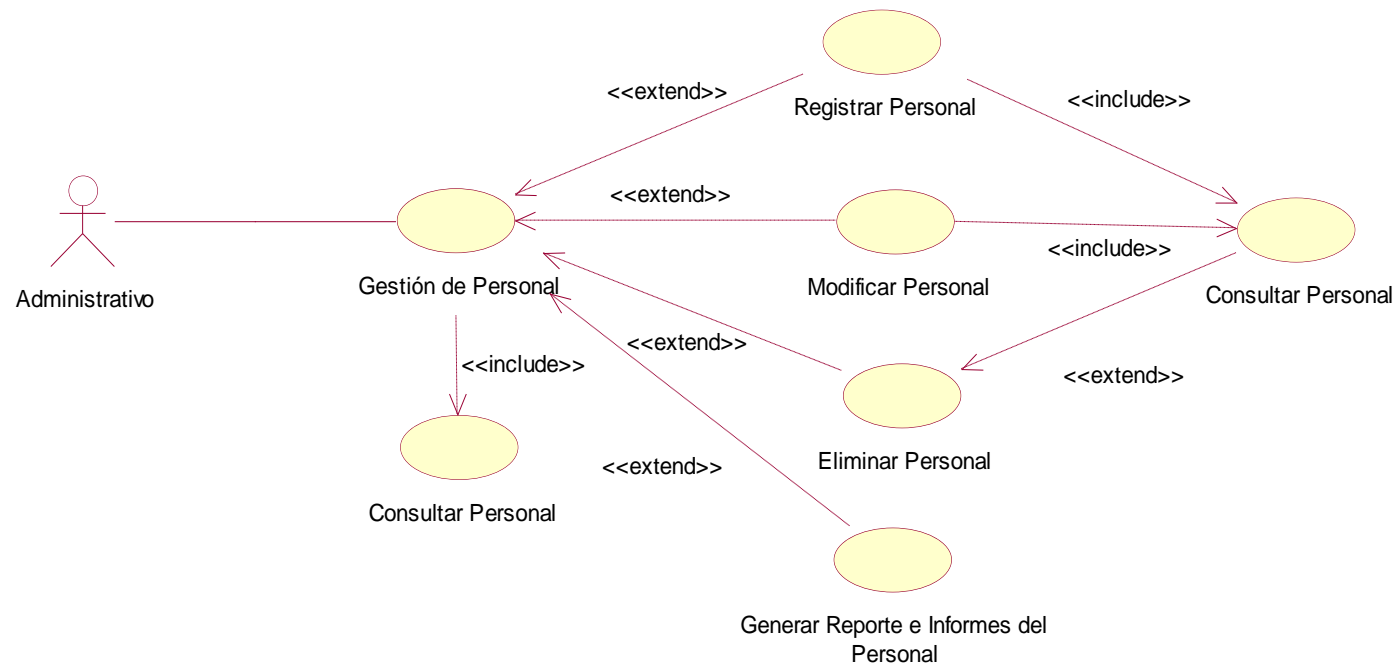 <<extend>>
Registrar Personal
<<include>>
<<extend>>
Administrativo
Gestión de Personal
Modificar Personal
<<include>>
Consultar Personal
<<include>>
<<extend>>
<<extend>>
Consultar Personal
<<extend>>
Eliminar Personal
Generar Reporte e Informes del
Personal